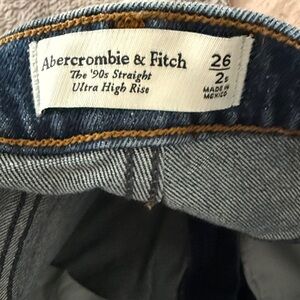 Abercrombie & Fitch
The '90s Straight
Ultra High Rise
26
2s
MADE IN
MEXICO